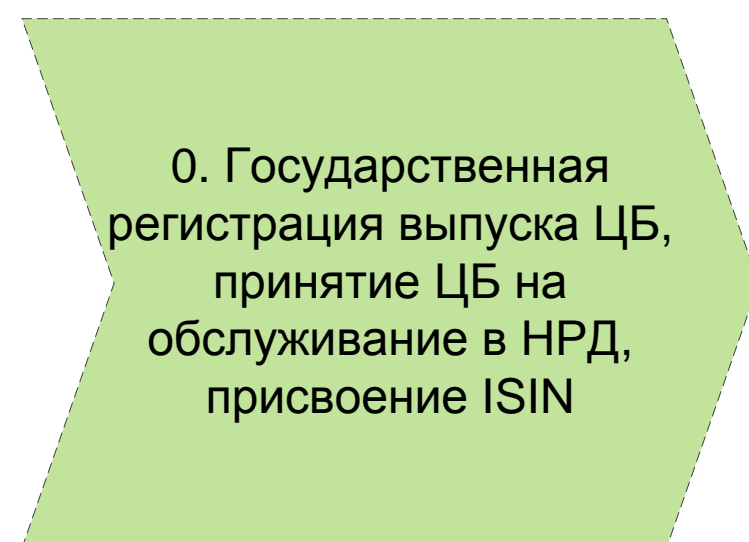 0. Государственная
регистрация выпуска ЦБ,
принятие ЦБ на
обслуживание в НРД,
присвоение ISIN